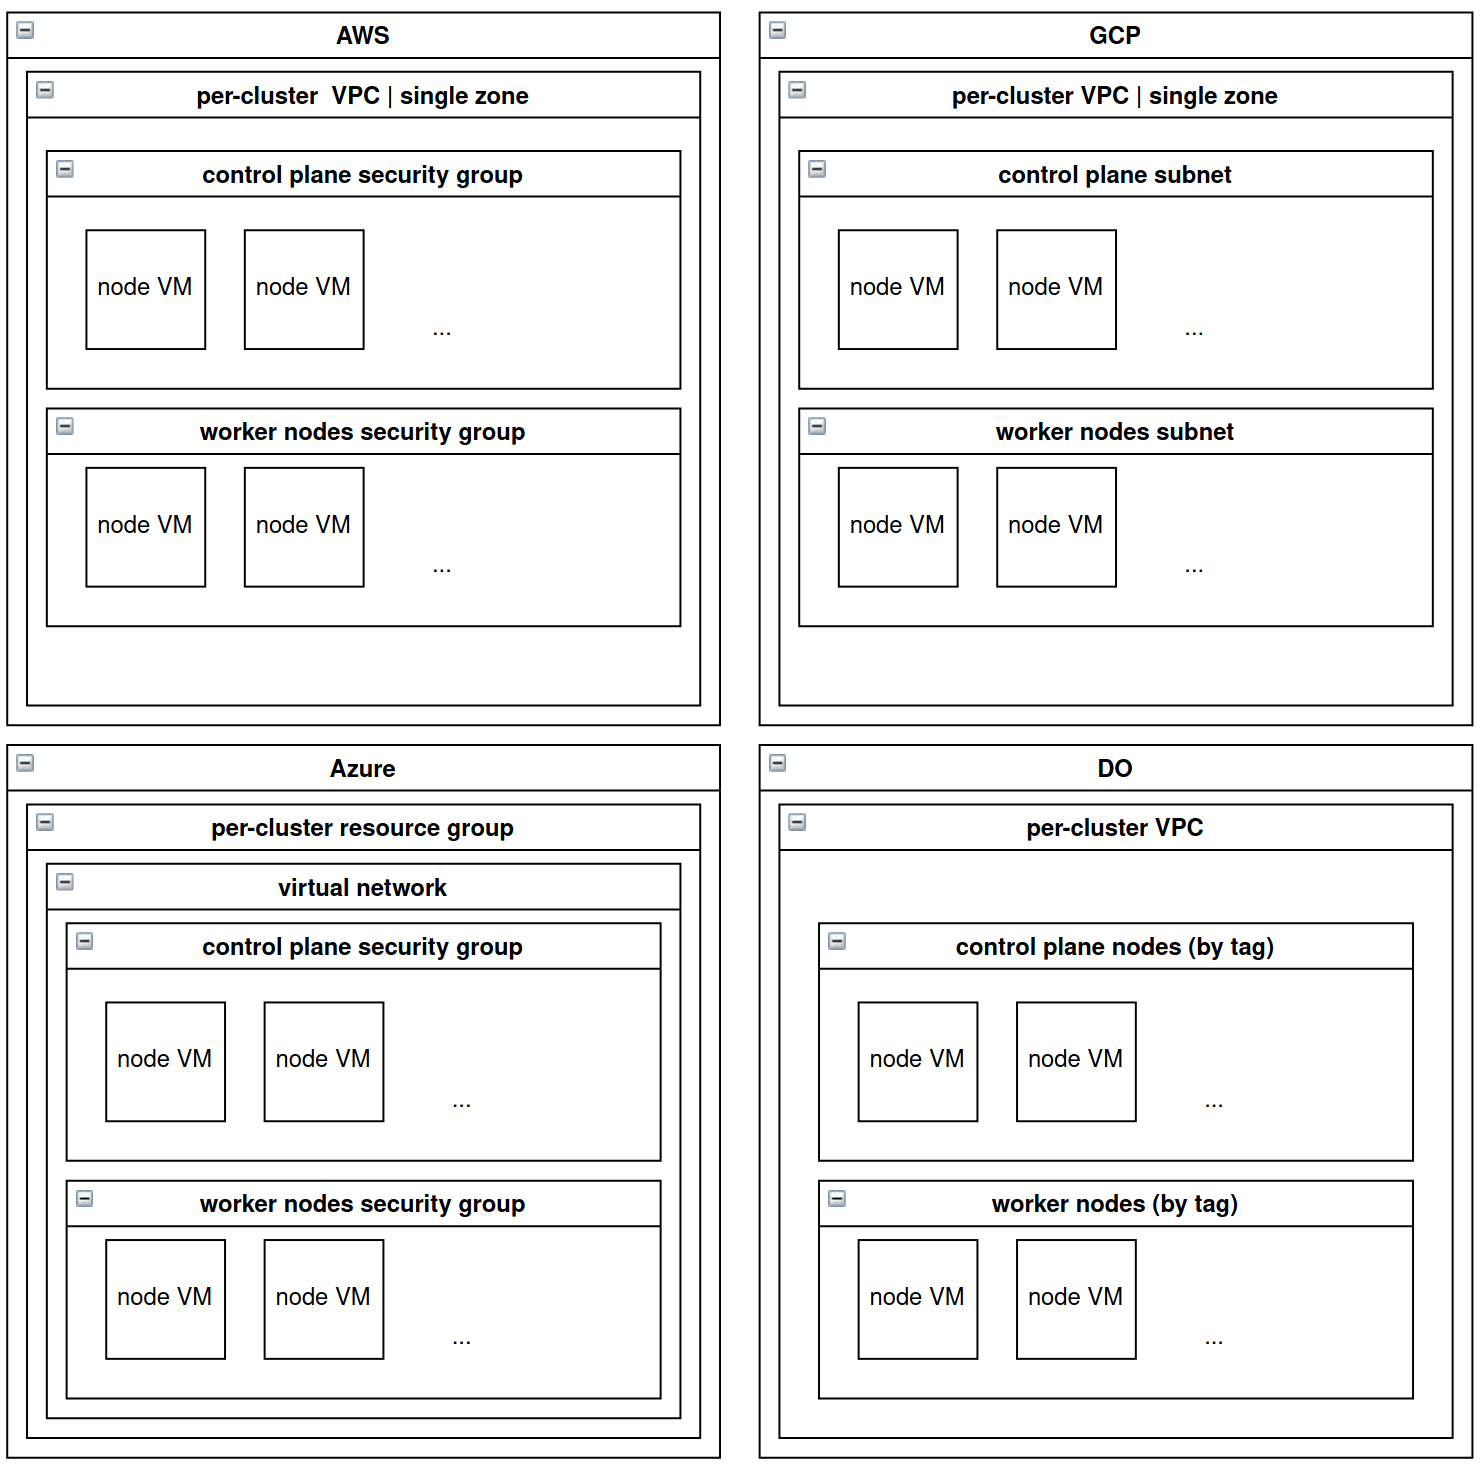 AWS
per-cluster  VPC | single zone
control plane security group
node VM
node VM
...
worker nodes security group
node VM
node VM
...
GCP
per-cluster VPC | single zone
control plane subnet
node VM
node VM
...
worker nodes subnet
node VM
node VM
...
Azure
per-cluster resource group
virtual network
control plane security group
node VM
node VM
...
worker nodes security group
node VM
node VM
...
DO
per-cluster VPC
control plane nodes (by tag)
node VM
node VM
...
worker nodes (by tag)
node VM
node VM
...